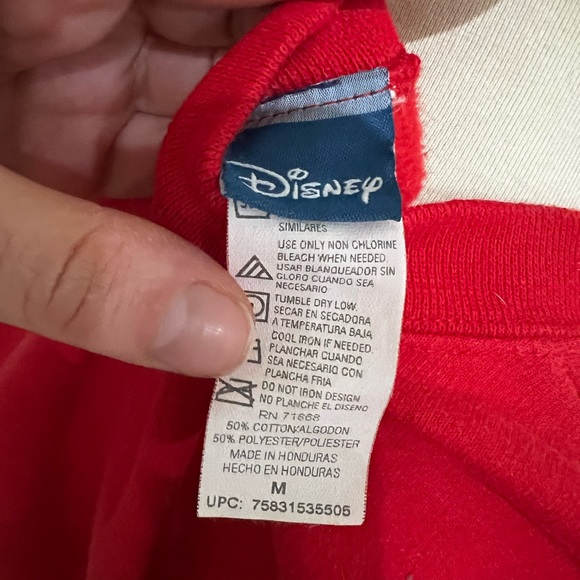 Disney
SIMILARES
USE ONLY NON CHLORINE
BLEACH WHEN NEEDED.
USAR BLANQUEADOR SIN
CLORO CUANDO SEA
NECESARIO
TUMBLE DRY LOW.
SECAR EN SECADORA
A TEMPERATURA BAJA
COOL IRON IF NEEDED.
PLANCHAR CUANDO
SEA NECESARIO CON
PLANCHA FRIA
DO NOT IRON DESIGN
NO PLANCHE EL DISENO
RN 71668
50% COTTON/ALGODON
50% POLYESTER/POLIESTER
MADE IN HONDURAS
HECHO EN HONDURAS
M
UPC: 75831535505